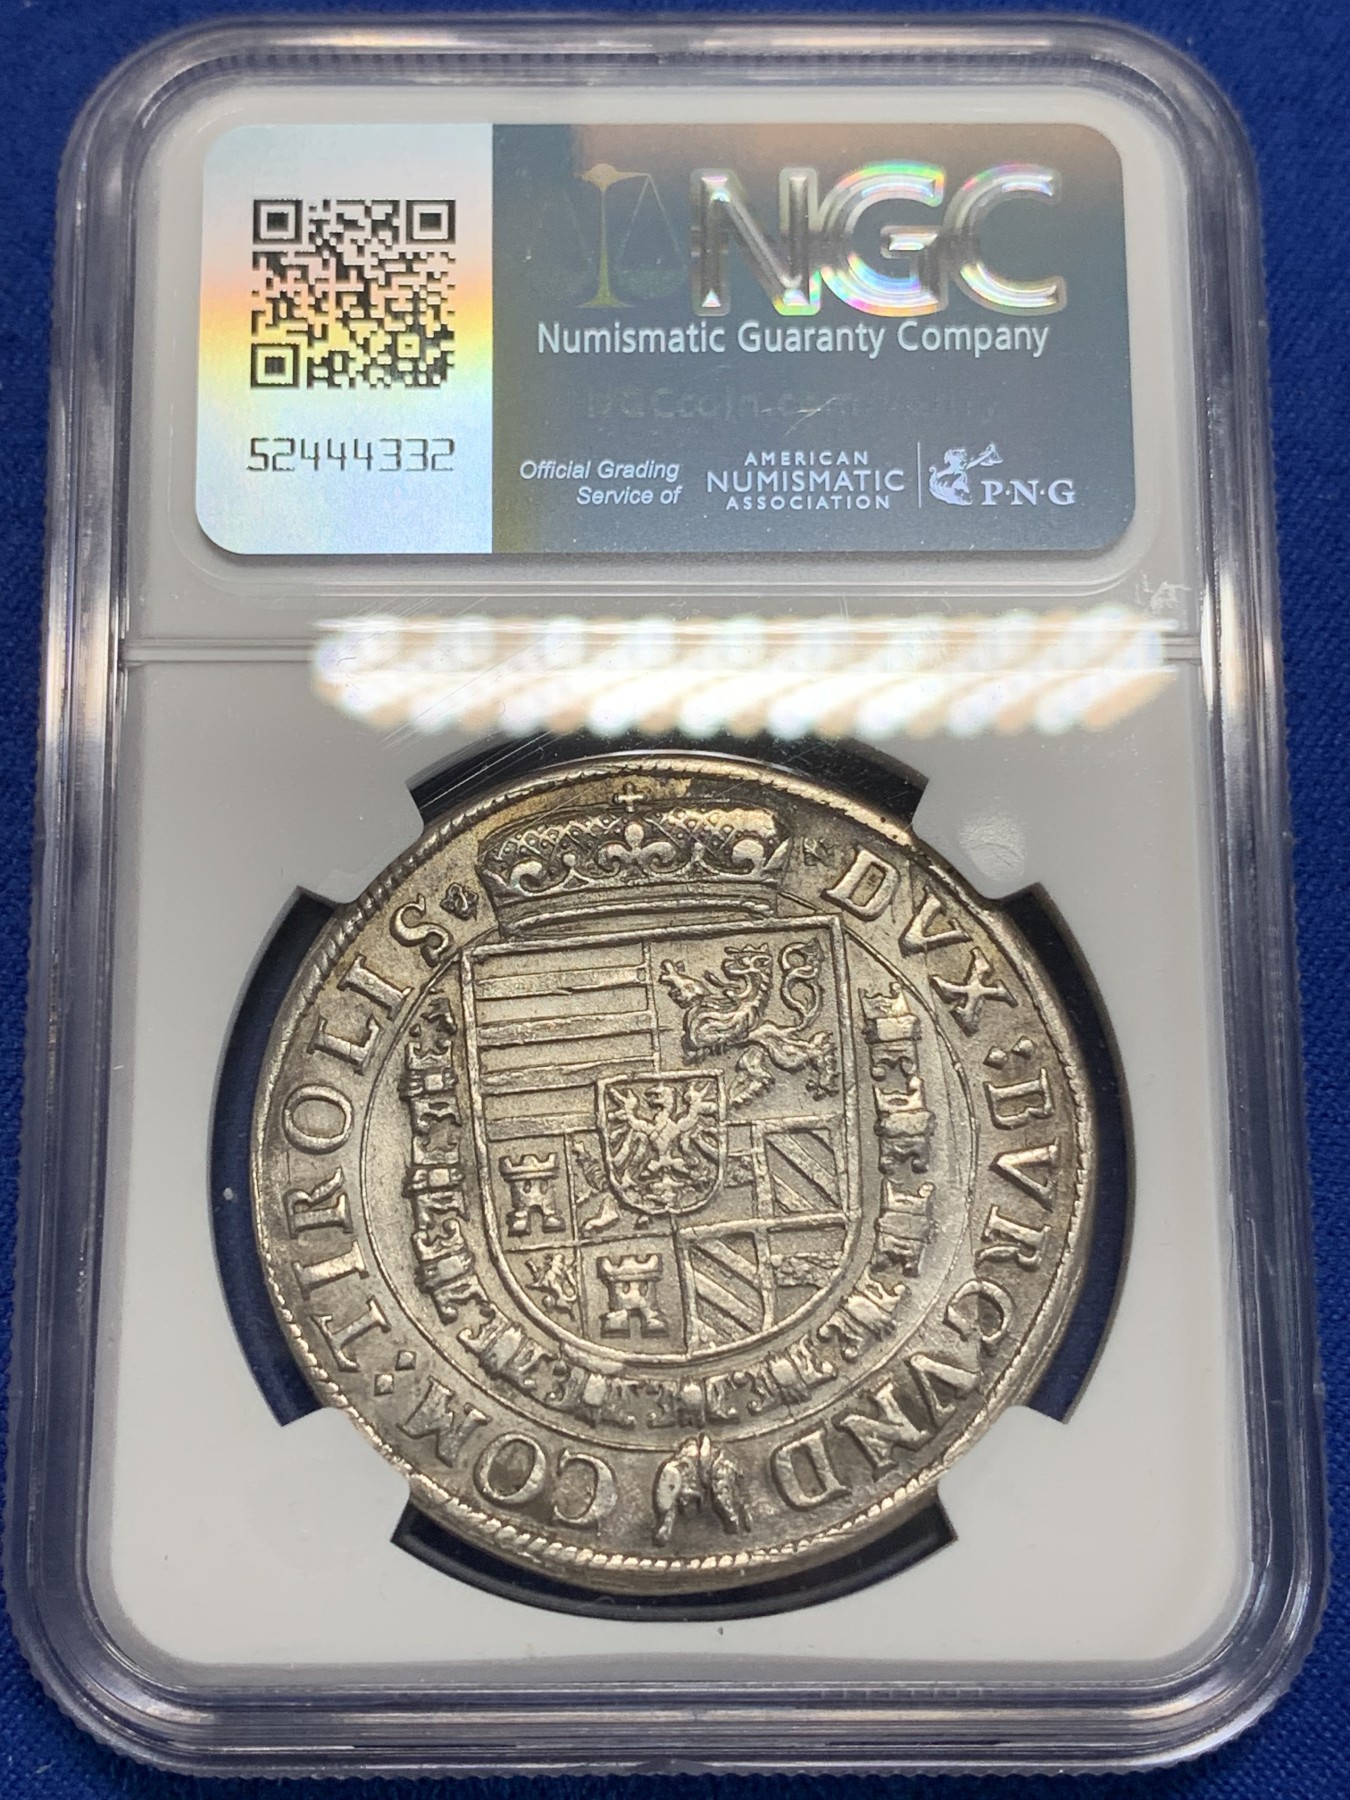 NGC
Numismatic Guaranty Company
52444332
Official Grading
Service of
AMERICAN
NUMISMATIC
ASSOCIATION
P·N·G
DVX : BVRGVND
COM : TIROLIS